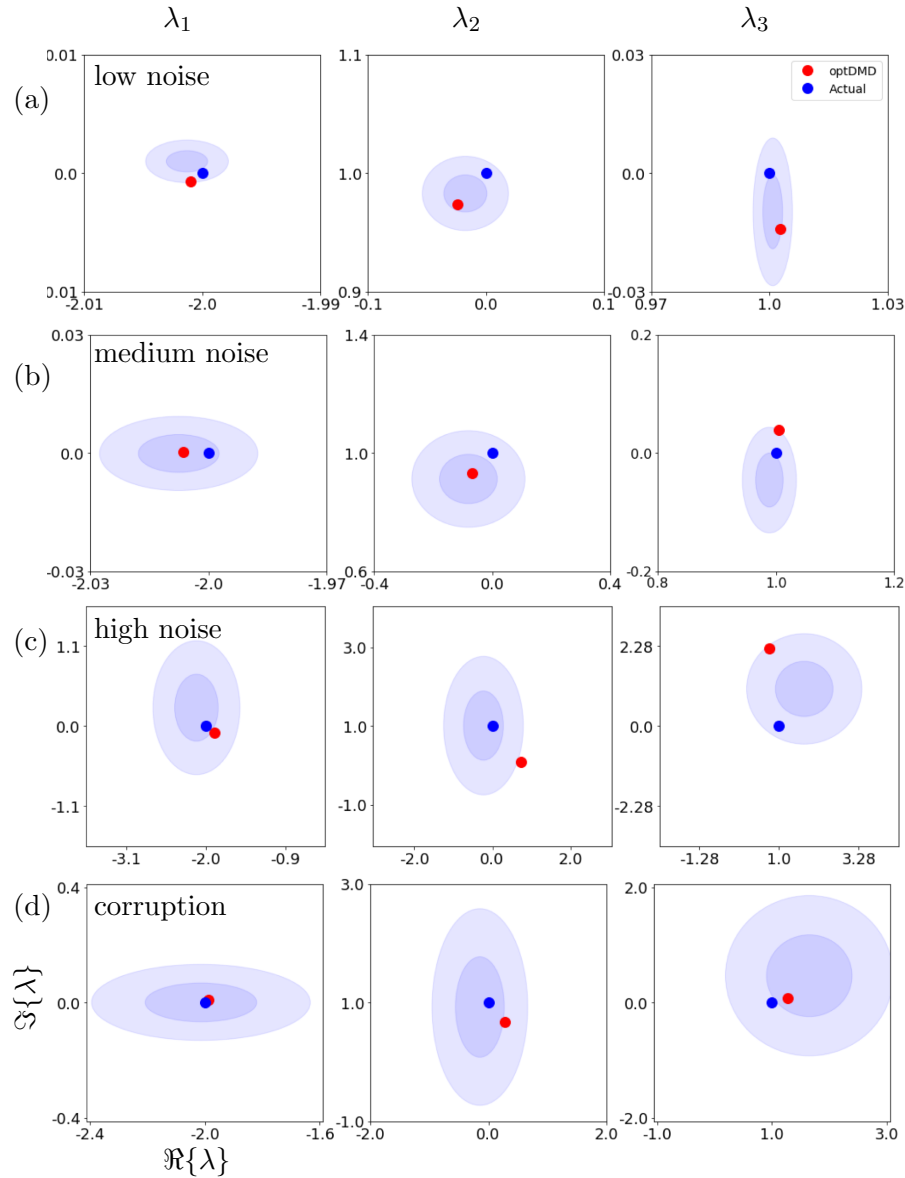 λ₁ λ₂ λ₃
(a)
low noise
optDMD
Actual
0.01
0.0
0.01
-2.01 -2.0 -1.99
1.1
1.0
0.9
-0.1 0.0 0.1
0.03
0.0
-0.03
0.97 1.0 1.03
(b)
medium noise
0.03
0.0
-0.03
-2.03 -2.0 -1.97
1.4
1.0
0.6
-0.4 0.0 0.4
0.2
0.0
-0.2
0.8 1.0 1.2
(c)
high noise
1.1
0.0
-1.1
-3.1 -2.0 -0.9
3.0
1.0
-1.0
-2.0 0.0 2.0
2.28
0.0
-2.28
-1.28 1.0 3.28
(d)
corruption
0.4
0.0
-0.4
-2.4 -2.0 -1.6
3.0
1.0
-1.0
-2.0 0.0 2.0
2.0
0.0
-2.0
-1.0 1.0 3.0
ℑ{λ}
ℜ{λ}